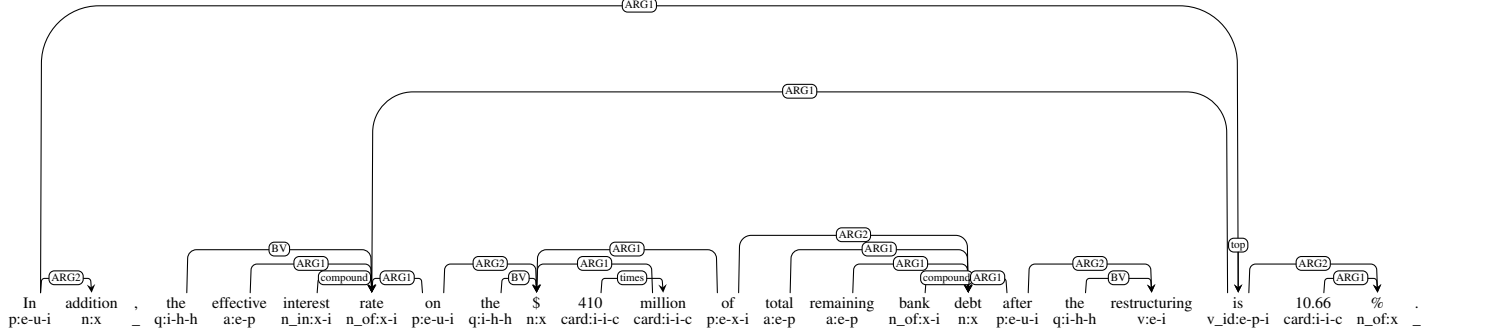 ARG1
ARG1
ARG2
top
BV ARG1 ARG1
ARG1 ARG2 ARG1 ARG1 ARG2 ARG2
ARG2 compound ARG1 BV times compound ARG1 BV ARG1
In addition , the effective interest rate on the $ 410 million of total remaining bank debt after the restructuring is 10.66 % .
p:e-u-i n:x _ q:i-h-h a:e-p n_in:x-i n_of:x-i p:e-u-i q:i-h-h n:x card:i-i-c card:i-i-c p:e-x-i a:e-p a:e-p n_of:x-i n:x p:e-u-i q:i-h-h v:e-i v_id:e-p-i card:i-i-c n_of:x _